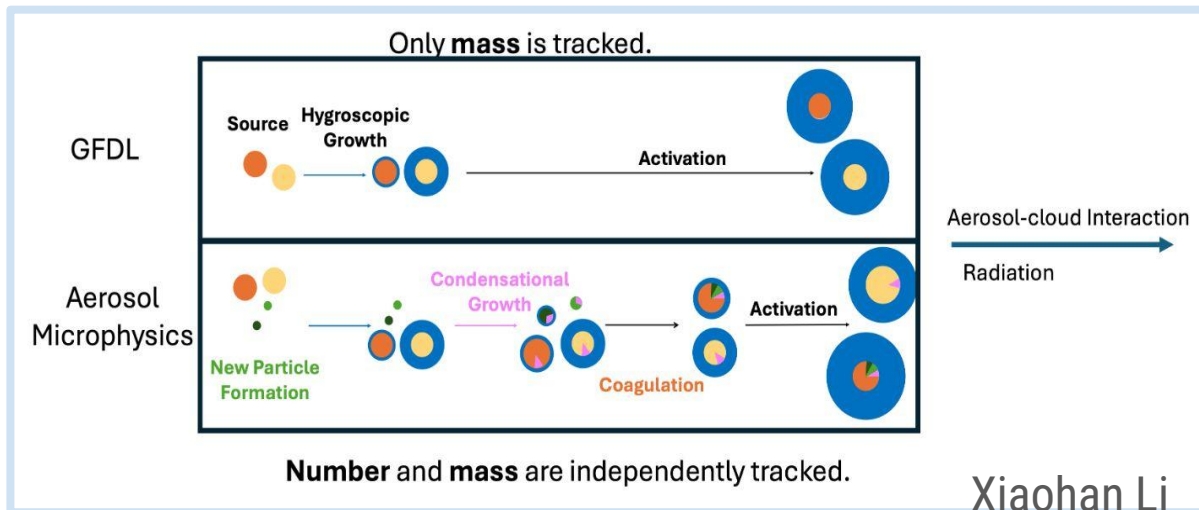 Only mass is tracked.
GFDL
Source
Hygroscopic
Growth
Activation
Aerosol-cloud Interaction
Radiation
Aerosol
Microphysics
New Particle
Formation
Condensational
Growth
Coagulation
Activation
Number and mass are independently tracked.
Xiaohan Li